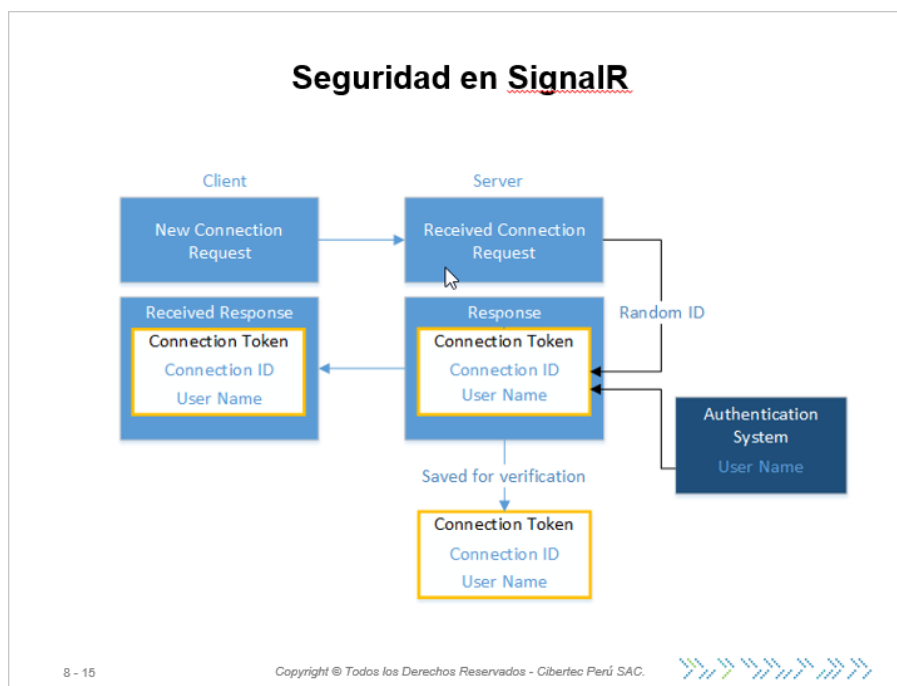 Seguridad en SignalR
Client
Server
New Connection
Request
Received Connection
Request
Received Response
Connection Token
Connection ID
User Name
Response
Connection Token
Connection ID
User Name
Random ID
Authentication
System
User Name
Saved for verification
Connection Token
Connection ID
User Name
8 - 15
Copyright © Todos los Derechos Reservados - Cibertec Perú SAC.